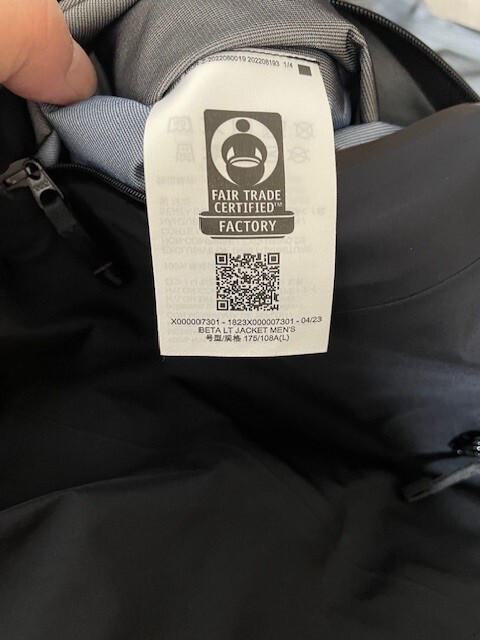 2022080019 202208193 1/4
FAIR TRADE
CERTIFIED™
FACTORY
X000007301 - 1823X000007301 - 04/23
BETA LT JACKET MEN'S
号型/规格 175/108A(L)